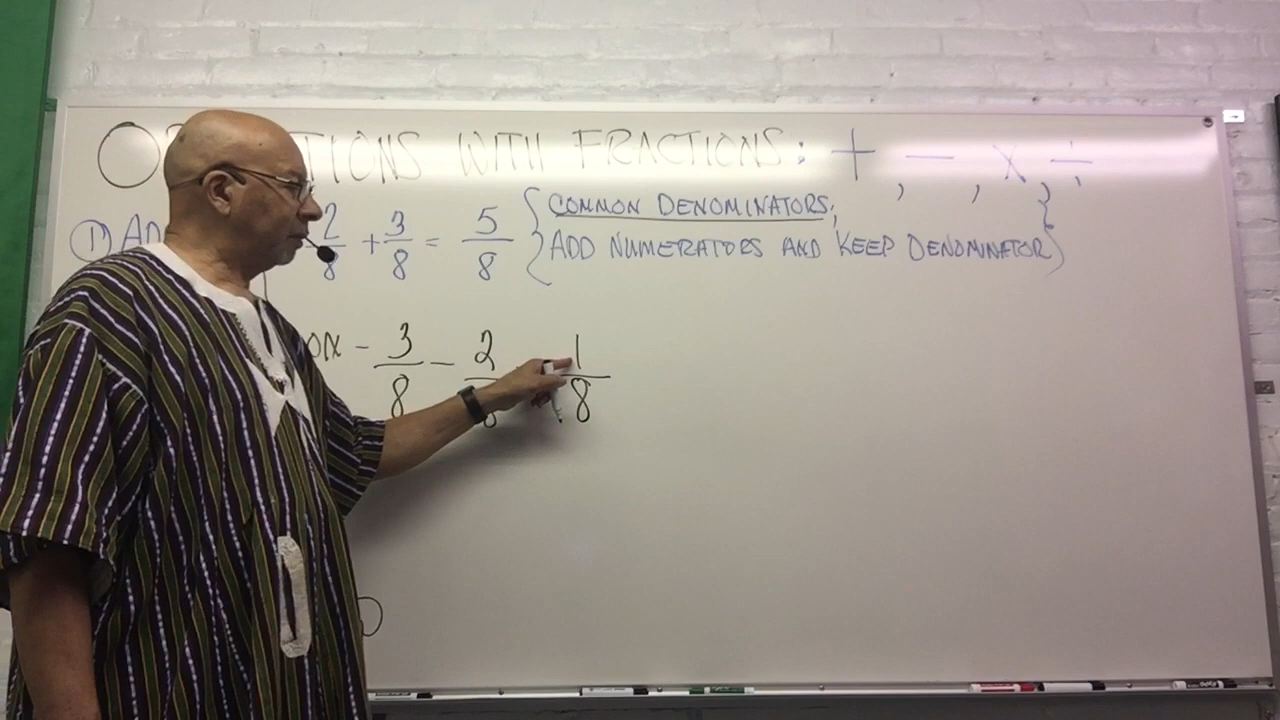 WITH FRACTIONS: +, −, x, ÷;
1) 2/8 + 3/8 = 5/8 { COMMON DENOMINATORS; ADD NUMERATORS AND KEEP DENOMINATOR }
3/8 − 2/8 1/8